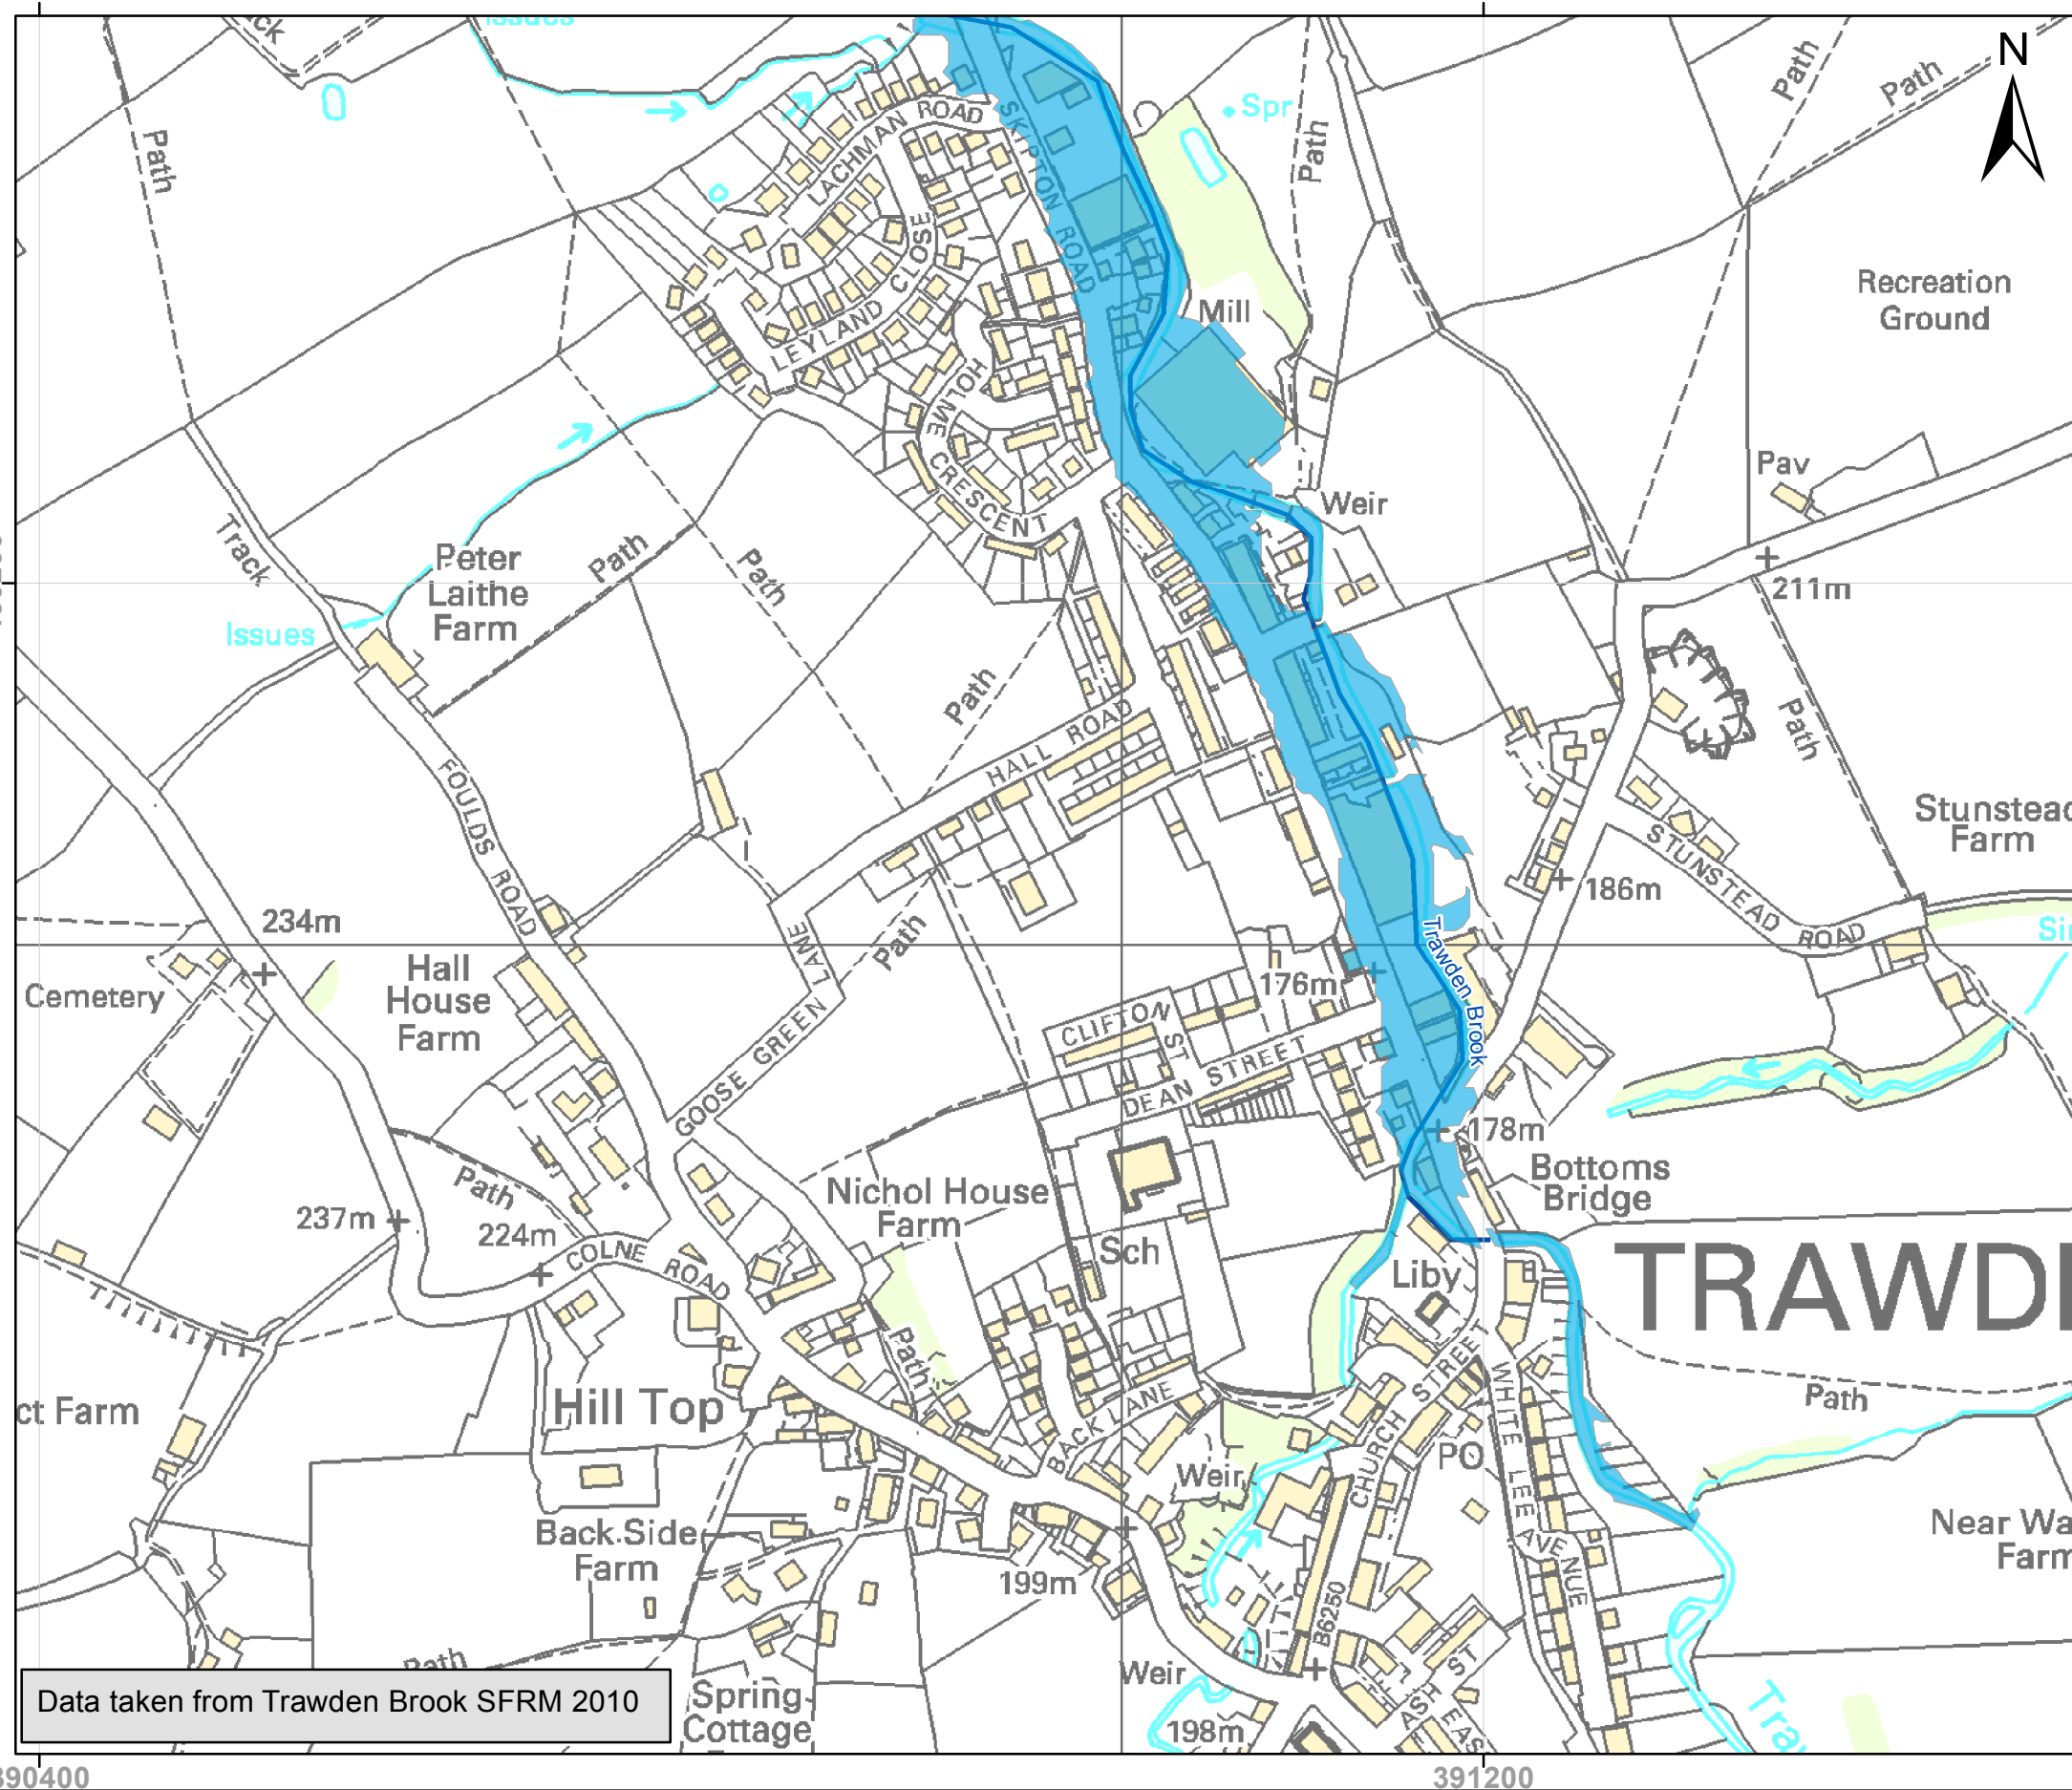 Issues
ck
N
Path
Path
Path
Spr
LACHMAN ROAD
SKIPTON ROAD
Path
LEYLAND CLOSE
Mill
Recreation
Ground
HOLME CRESCENT
Pav
Weir
Track
Peter
Laithe
Farm
Path
Path
211m
Issues
Path
HALL ROAD
Path
FOULDS ROAD
Stunstead
Farm
STUNSTEAD ROAD
186m
234m
GOOSE GREEN LANE
Path
Trawden Brook
Cemetery
Hall
House
Farm
176m
CLIFTON ST
DEAN STREET
178m
Path
Bottoms
Bridge
Nichol House
Farm
237m
224m
COLNE ROAD
Sch
Liby
TRAWDE
Path
Path
ct Farm
Hill Top
BACK LANE
CHURCH STREET
WHITE LEE AVENUE
PO
Weir
Back Side
Farm
Near Wa
Farm
199m
B6250
Path
Weir
ASH ST
EAS
198m
Spring
Cottage
Tra
Data taken from Trawden Brook SFRM 2010
390400
391200